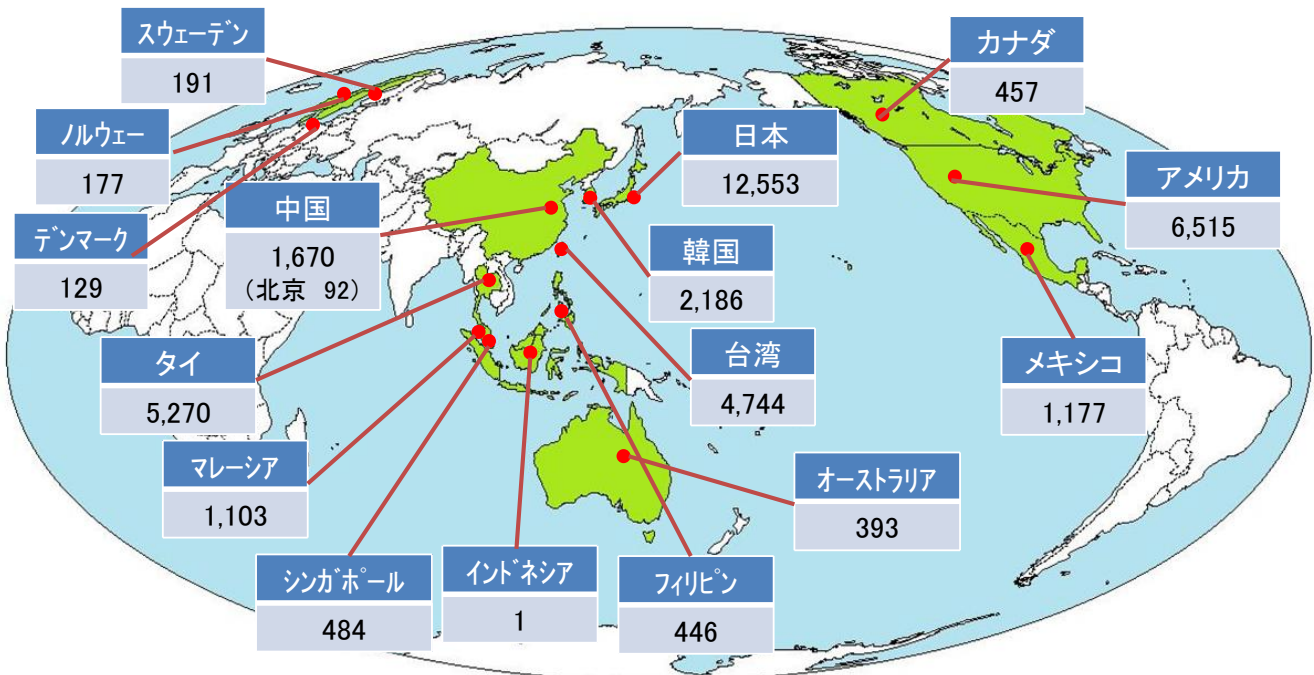 スウェーデン
191
カナダ
457
ノルウェー
177
日本
12,553
アメリカ
6,515
中国
1,670
（北京 92）
デンマーク
129
韓国
2,186
タイ
5,270
台湾
4,744
メキシコ
1,177
マレーシア
1,103
オーストラリア
393
シンガポール
484
インドネシア
1
フィリピン
446